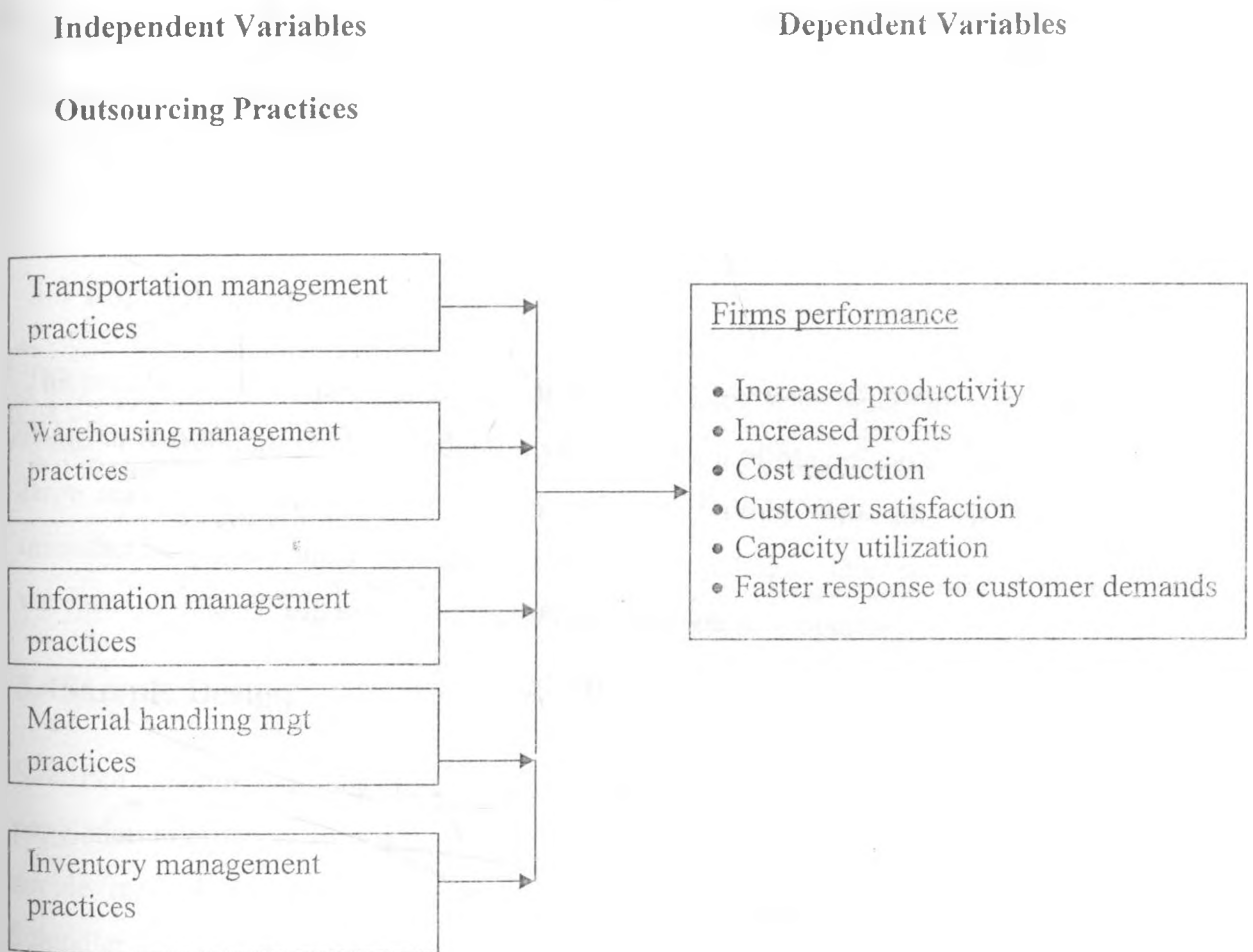 Independent Variables
Dependent Variables
Outsourcing Practices
Transportation management
practices
Warehousing management
practices
Information management
practices
Material handling mgt
practices
Inventory management
practices
Firms performance
• Increased productivity
• Increased profits
• Cost reduction
• Customer satisfaction
• Capacity utilization
• Faster response to customer demands